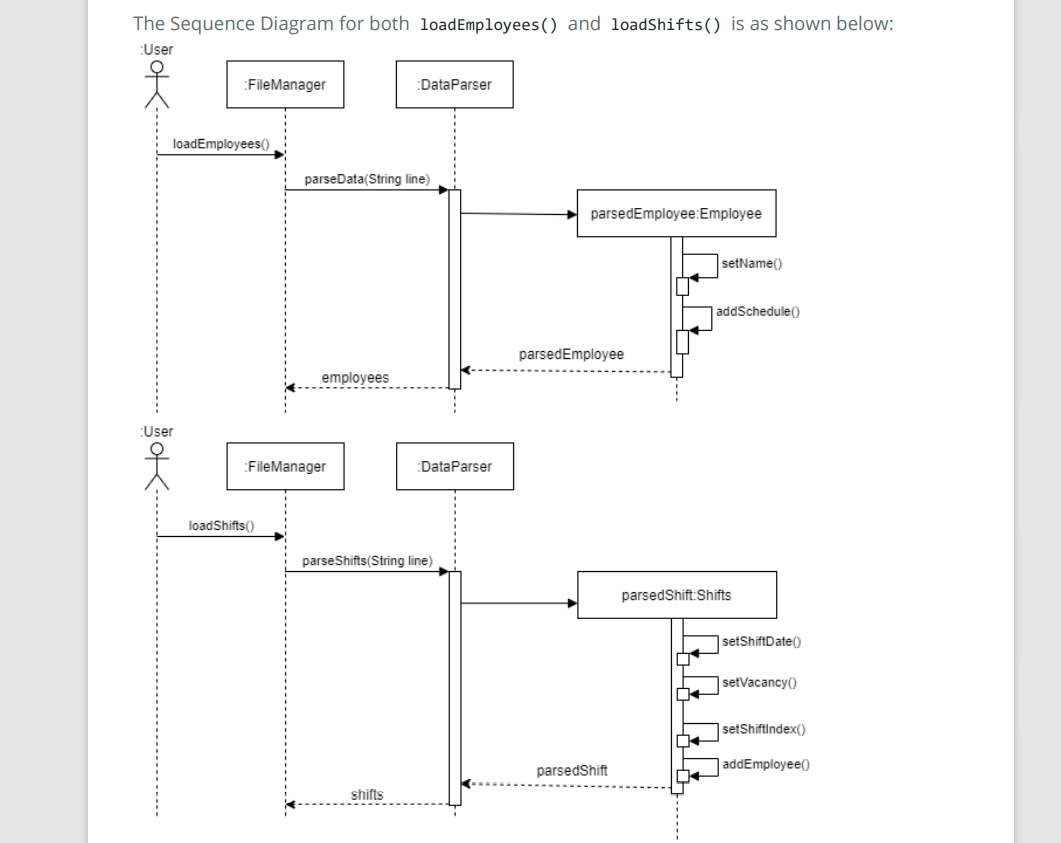 The Sequence Diagram for both loadEmployees() and loadShifts() is as shown below:
:User
:FileManager
:DataParser
loadEmployees()
parseData(String line)
parsedEmployee:Employee
setName()
addSchedule()
parsedEmployee
employees
:User
:FileManager
:DataParser
loadShifts()
parseShifts(String line)
parsedShift:Shifts
setShiftDate()
setVacancy()
setShiftIndex()
addEmployee()
parsedShift
shifts